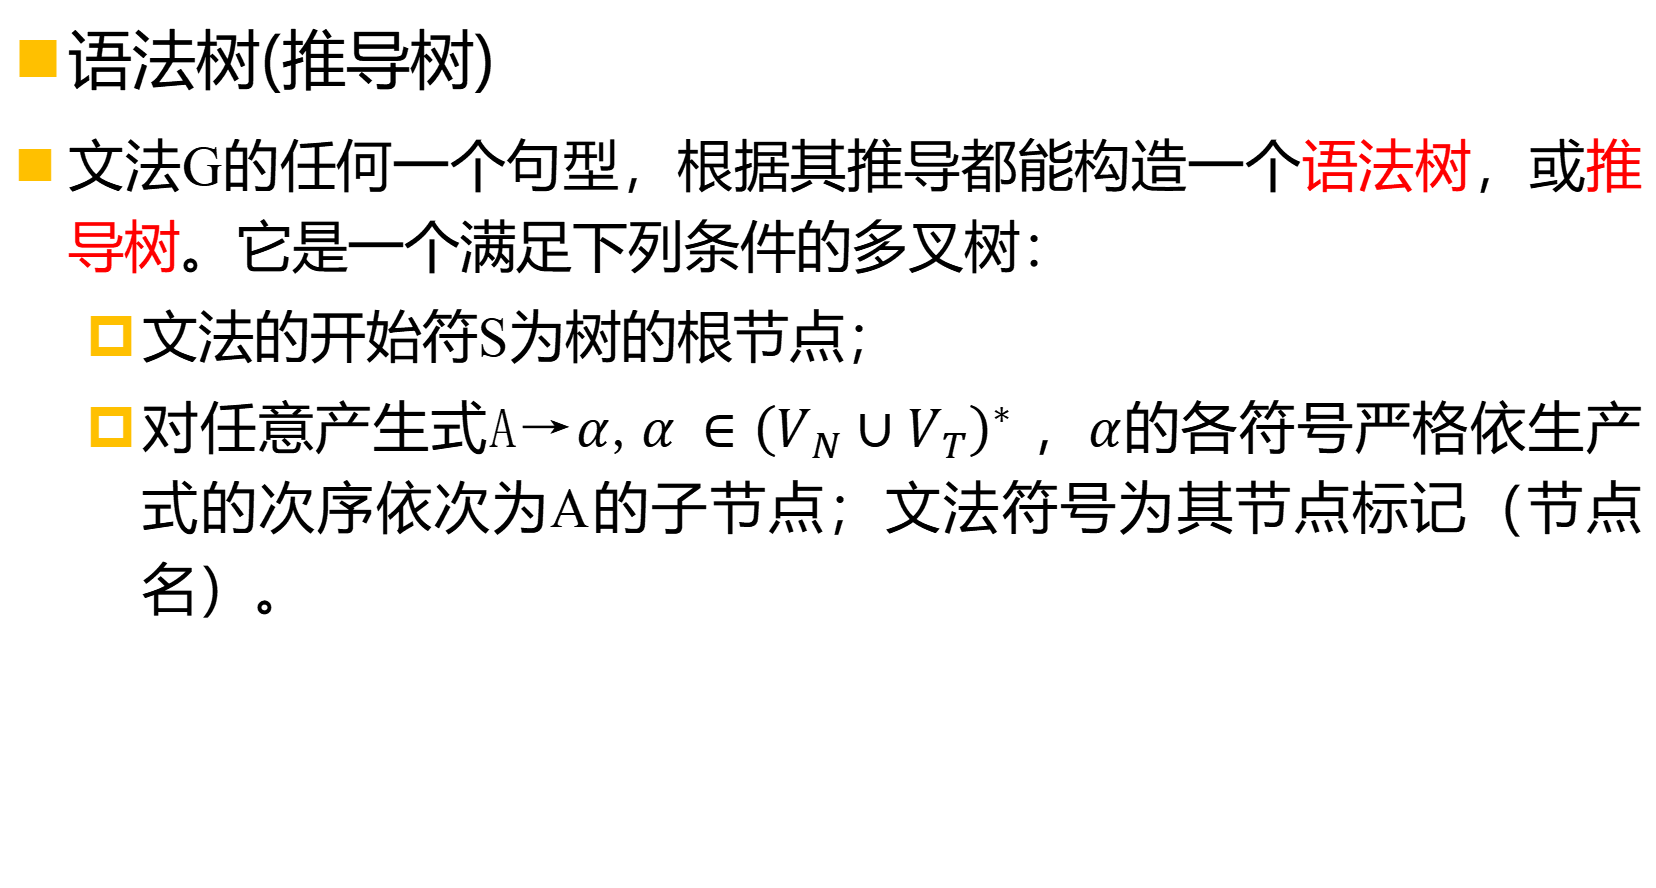 语法树(推导树)
文法G的任何一个句型，根据其推导都能构造一个语法树，或推
导树。它是一个满足下列条件的多叉树：
文法的开始符S为树的根节点；
对任意产生式A→α, α ∈ (V_N ∪ V_T)* ，α的各符号严格依生产
式的次序依次为A的子节点；文法符号为其节点标记（节点
名）。